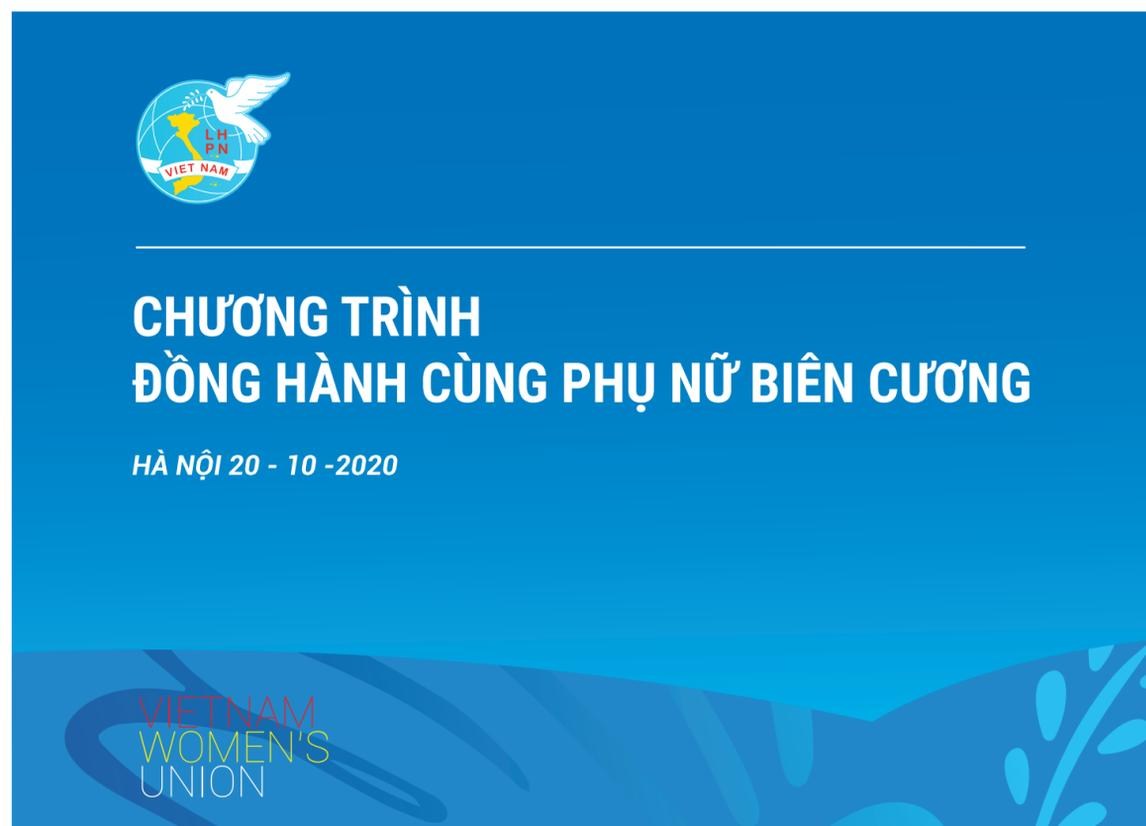 LH
PN
VIET NAM
CHƯƠNG TRÌNH
ĐỒNG HÀNH CÙNG PHỤ NỮ BIÊN CƯƠNG
HÀ NỘI 20 - 10 -2020
VIETNAM
WOMEN'S
UNION